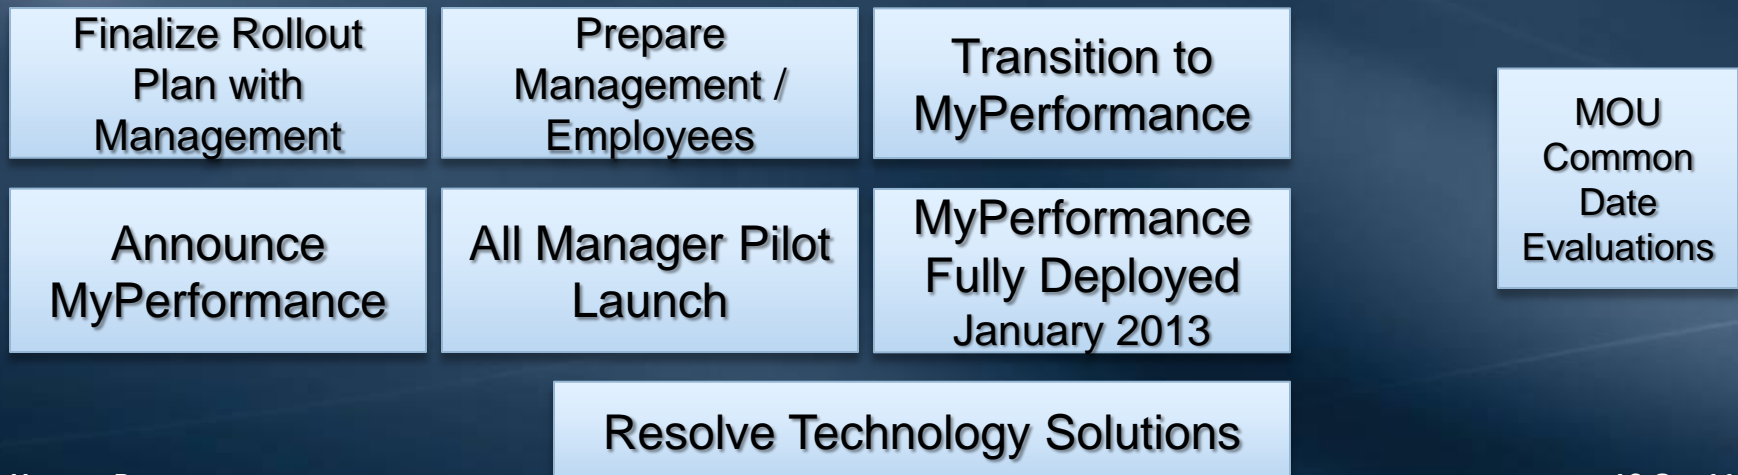 Finalize Rollout
Plan with
Management
Prepare
Management /
Employees
Transition to
MyPerformance
MOU
Common
Date
Evaluations
Announce
MyPerformance
All Manager Pilot
Launch
MyPerformance
Fully Deployed
January 2013
Resolve Technology Solutions